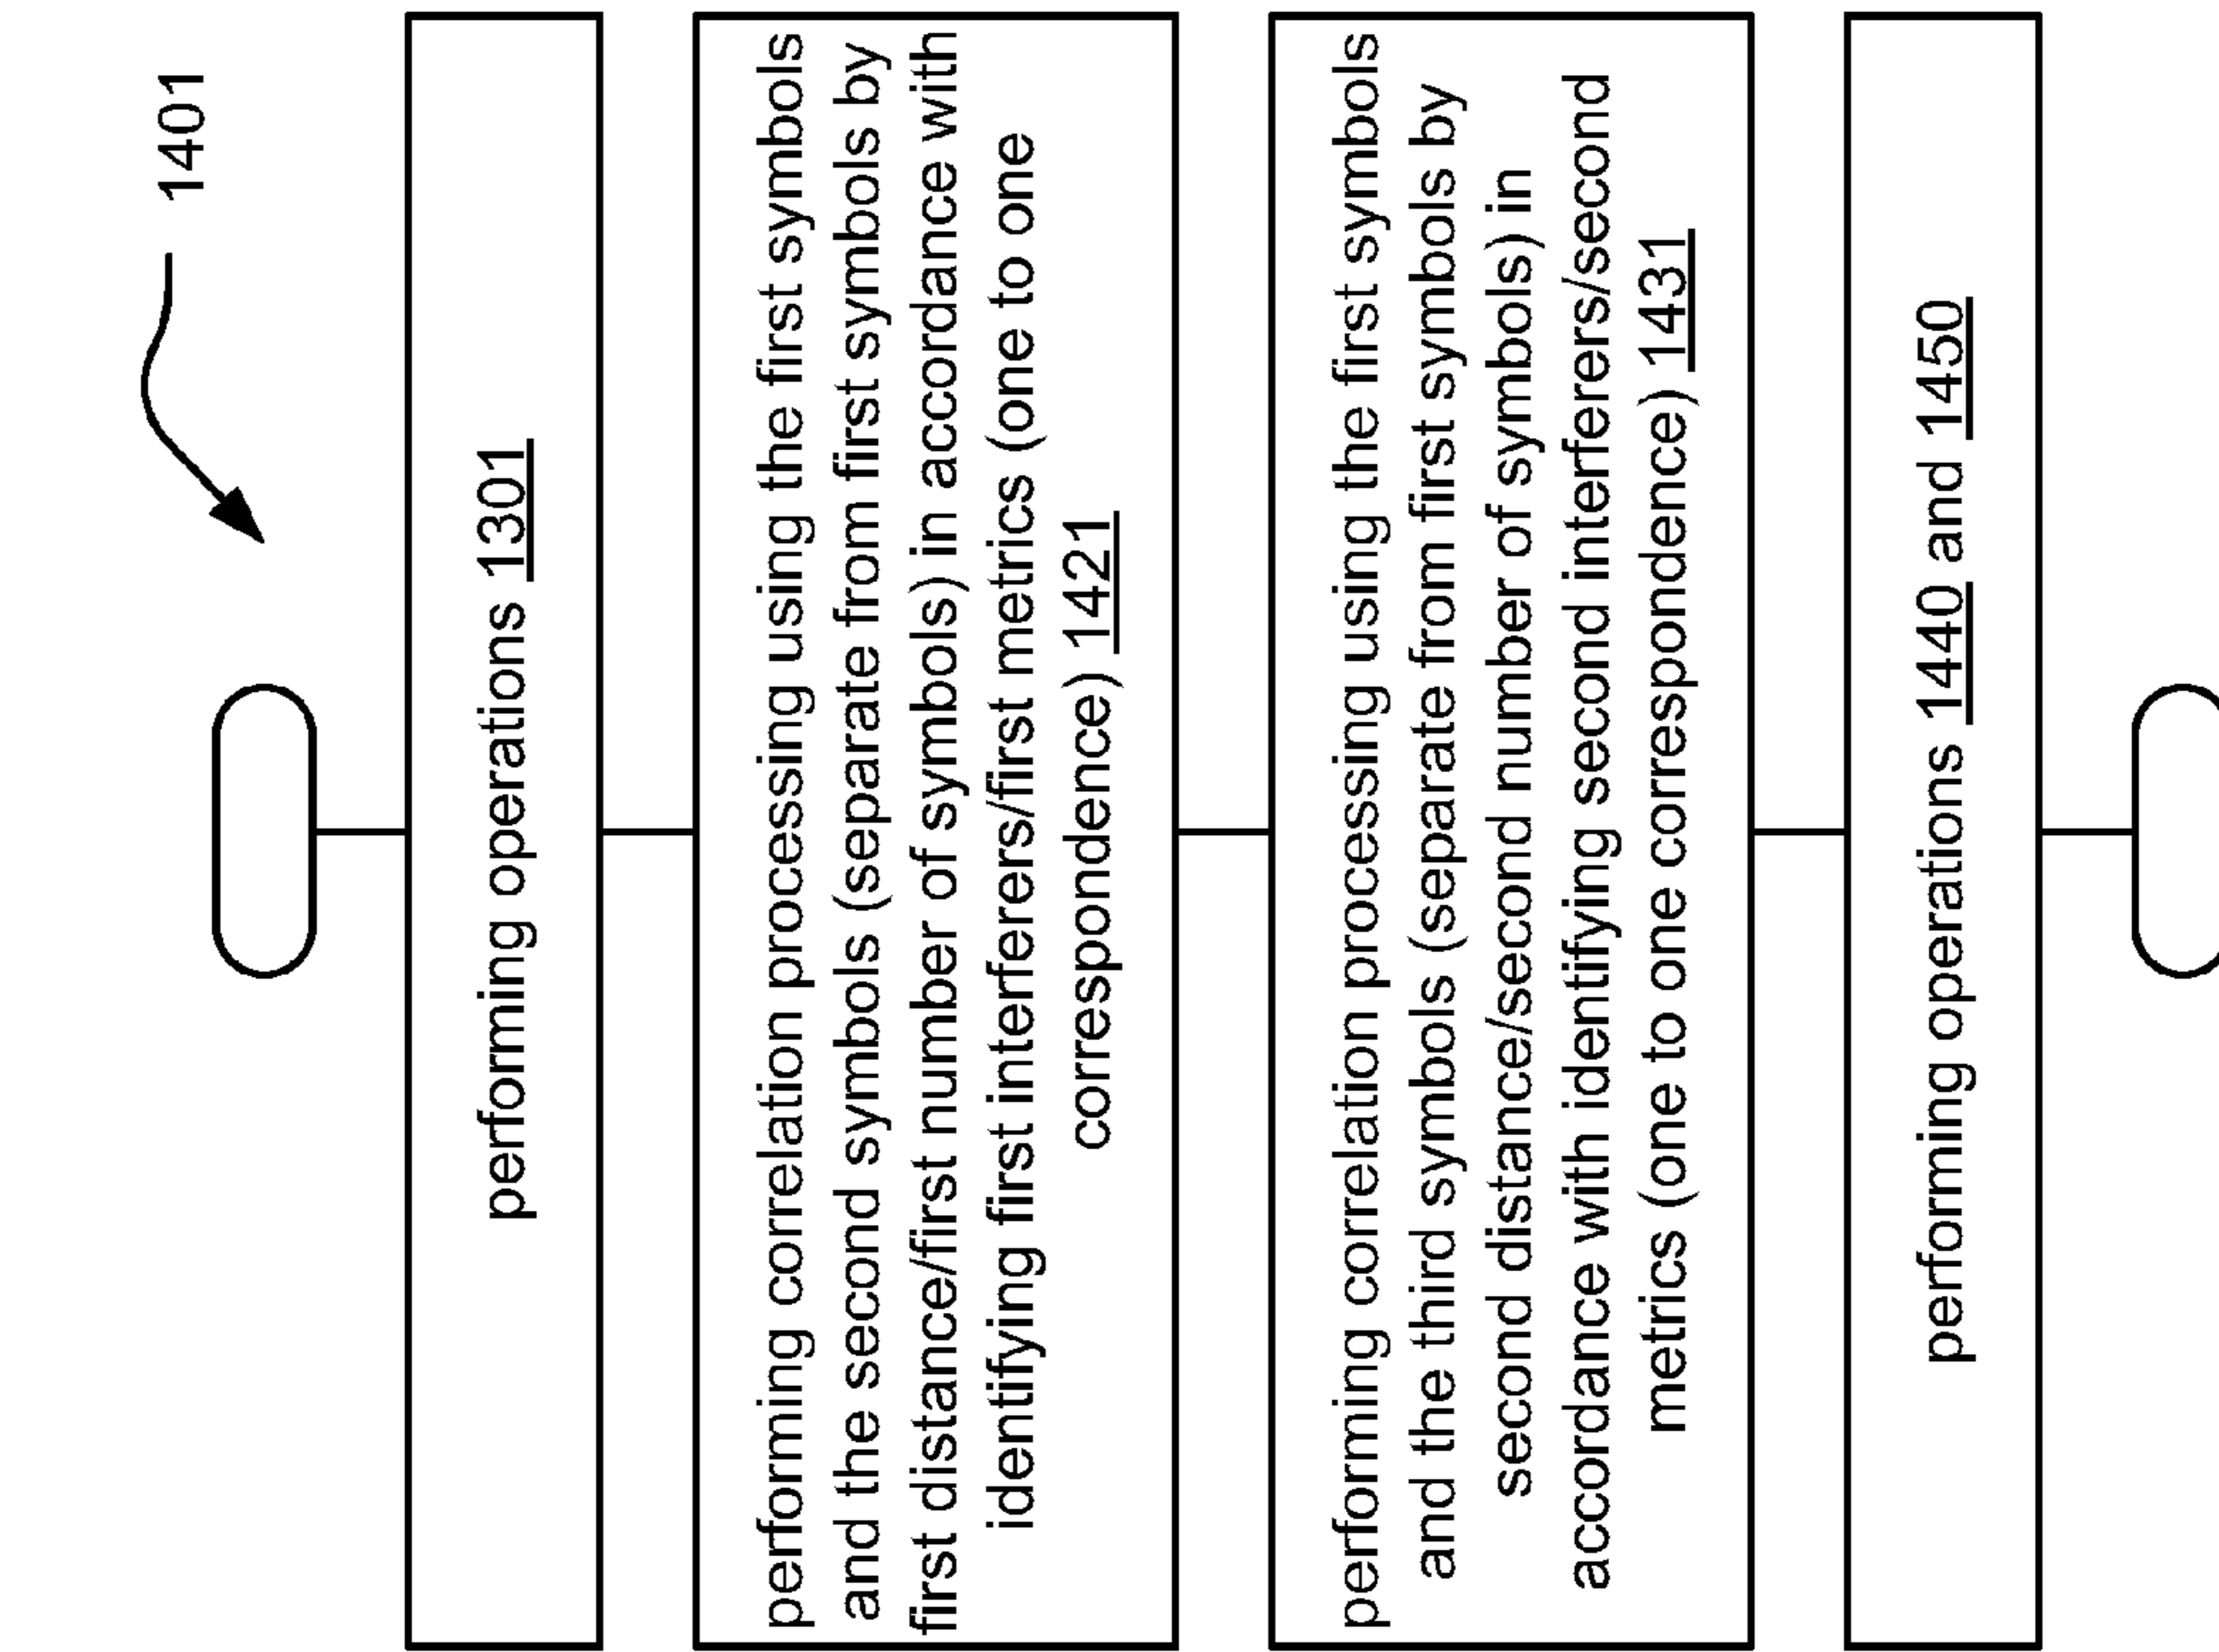 1401
performing operations 1301
performing correlation processing using the first symbols
and the second symbols (separate from first symbols by
first distance/first number of symbols) in accordance with
identifying first interferers/first metrics (one to one
correspondence) 1421
performing correlation processing using the first symbols
and the third symbols (separate from first symbols by
second distance/second number of symbols) in
accordance with identifying second interferers/second
metrics (one to one correspondence) 1431
performing operations 1440 and 1450